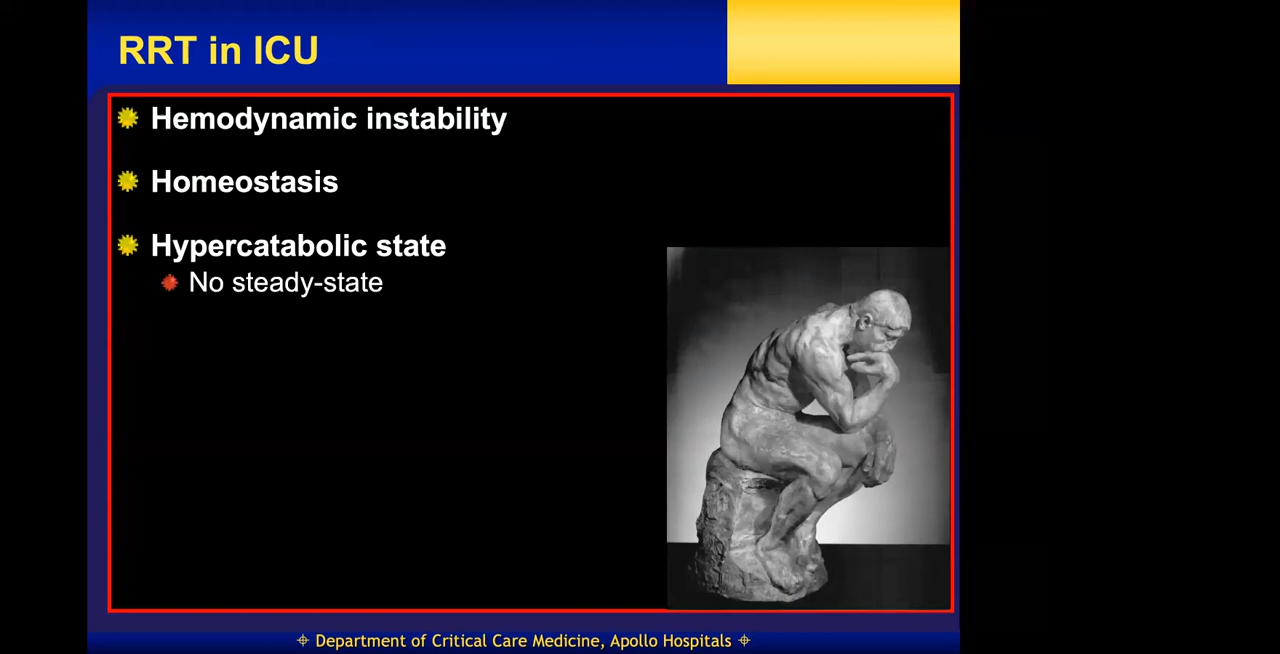 RRT in ICU
Hemodynamic instability
Homeostasis
Hypercatabolic state
No steady-state
Department of Critical Care Medicine, Apollo Hospitals